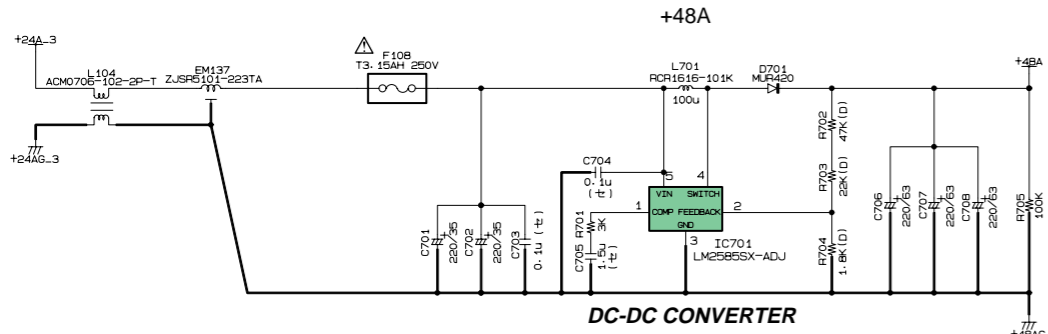 +48A
+24A_3
L104
ACM0706-102-2P-T
EM137
ZJSR5101-223TA
F108
T3.15AH 250V
L701
RCR1616-101K
100u
D701
MUR420
+48A
+24AG_3
R702
47K(D)
R703
22K(D)
R704
1.8K(D)
C704
0.1u
(セ)
5
4
VIN
SWITCH
1
COMP
FEEDBACK
2
GND
3
IC701
LM2585SX-ADJ
R701
3K
C705
1.5u
(セ)
C701
220/35
C702
220/35
C703
0.1u (セ)
C706
220/63
C707
220/63
C708
220/63
R705
100K
DC-DC CONVERTER
+48AG